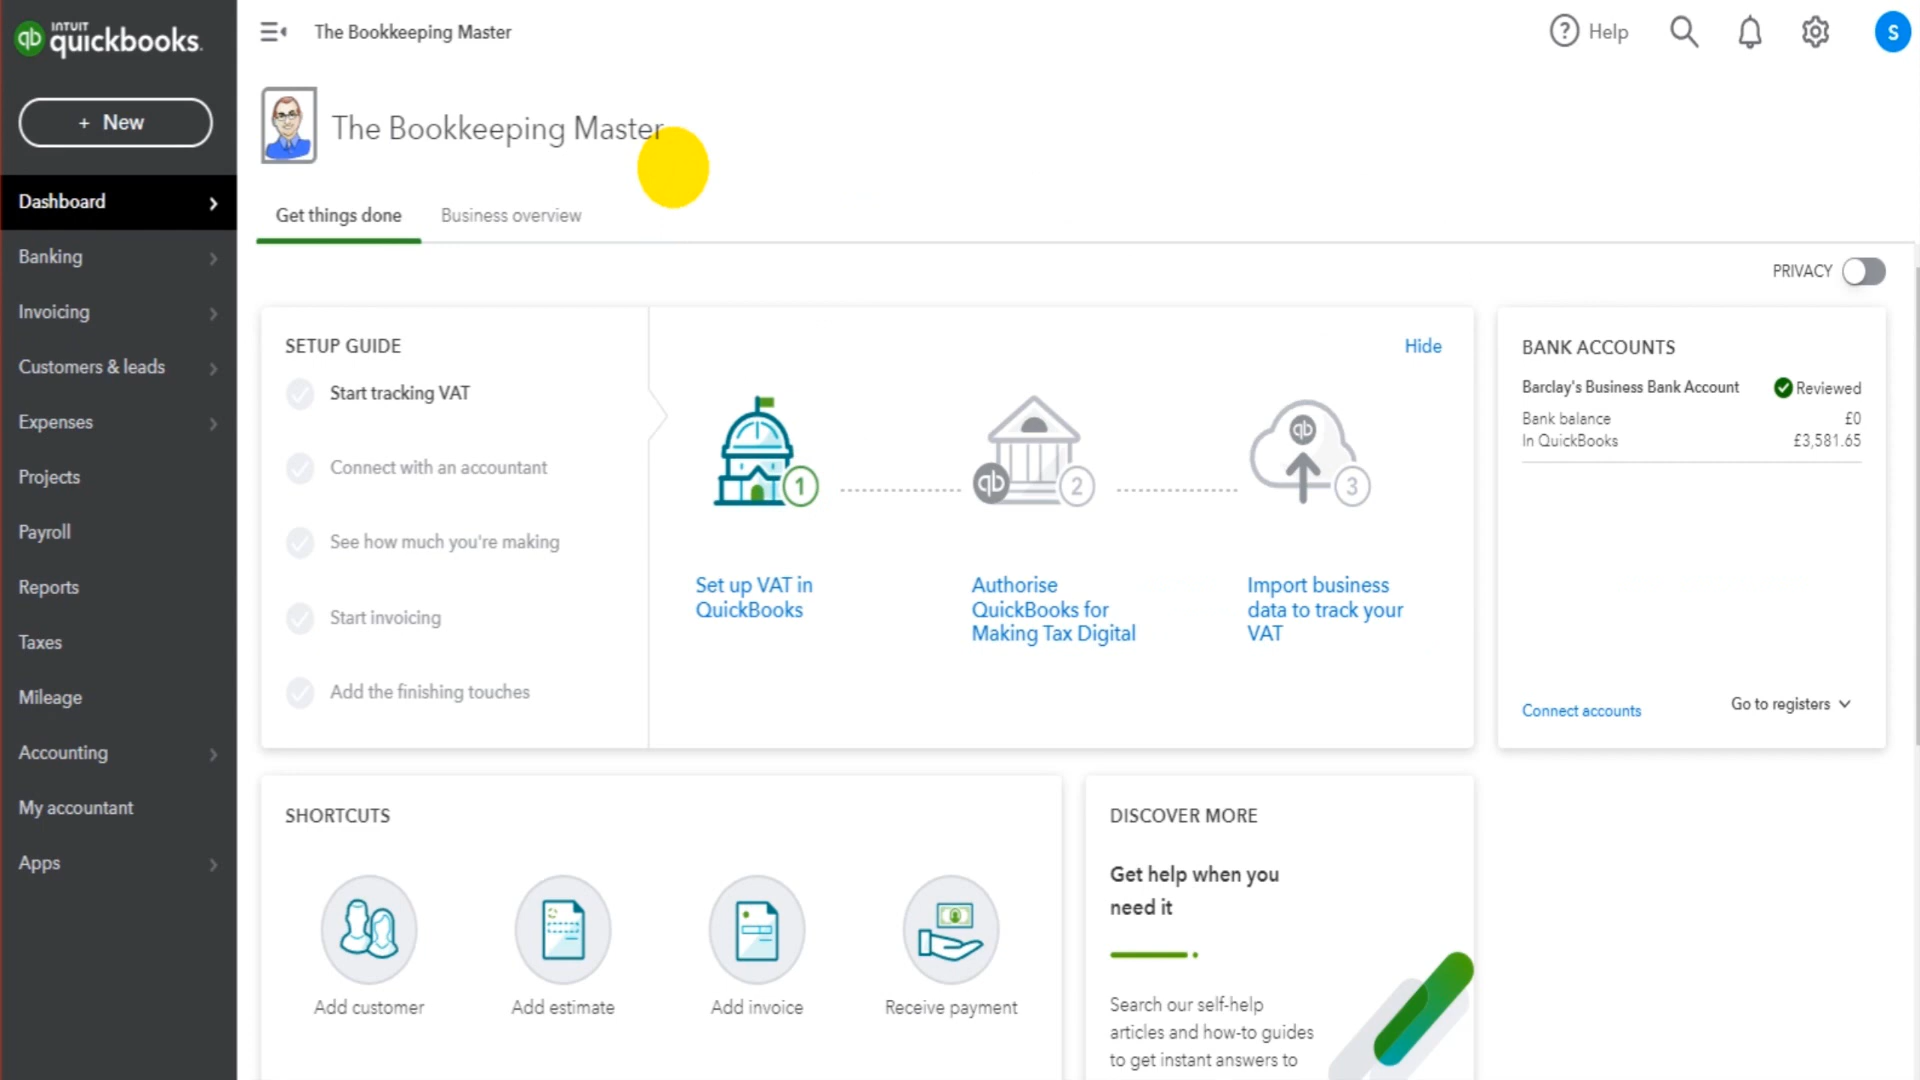 INTUIT
qb quickbooks.
The Bookkeeping Master
Help
S
+ New
The Bookkeeping Master
Dashboard
Banking
Invoicing
Customers & leads
Expenses
Projects
Payroll
Reports
Taxes
Mileage
Accounting
My accountant
Apps
Get things done
Business overview
PRIVACY
SETUP GUIDE
Start tracking VAT
Connect with an accountant
See how much you're making
Start invoicing
Add the finishing touches
Hide
1
qb
2
qb
3
Set up VAT in
QuickBooks
Authorise
QuickBooks for
Making Tax Digital
Import business
data to track your
VAT
BANK ACCOUNTS
Barclay's Business Bank Account
Reviewed
Bank balance £0
In QuickBooks £3,581.65
Connect accounts
Go to registers
SHORTCUTS
Add customer
Add estimate
Add invoice
Receive payment
DISCOVER MORE
Get help when you
need it
Search our self-help
articles and how-to guides
to get instant answers to